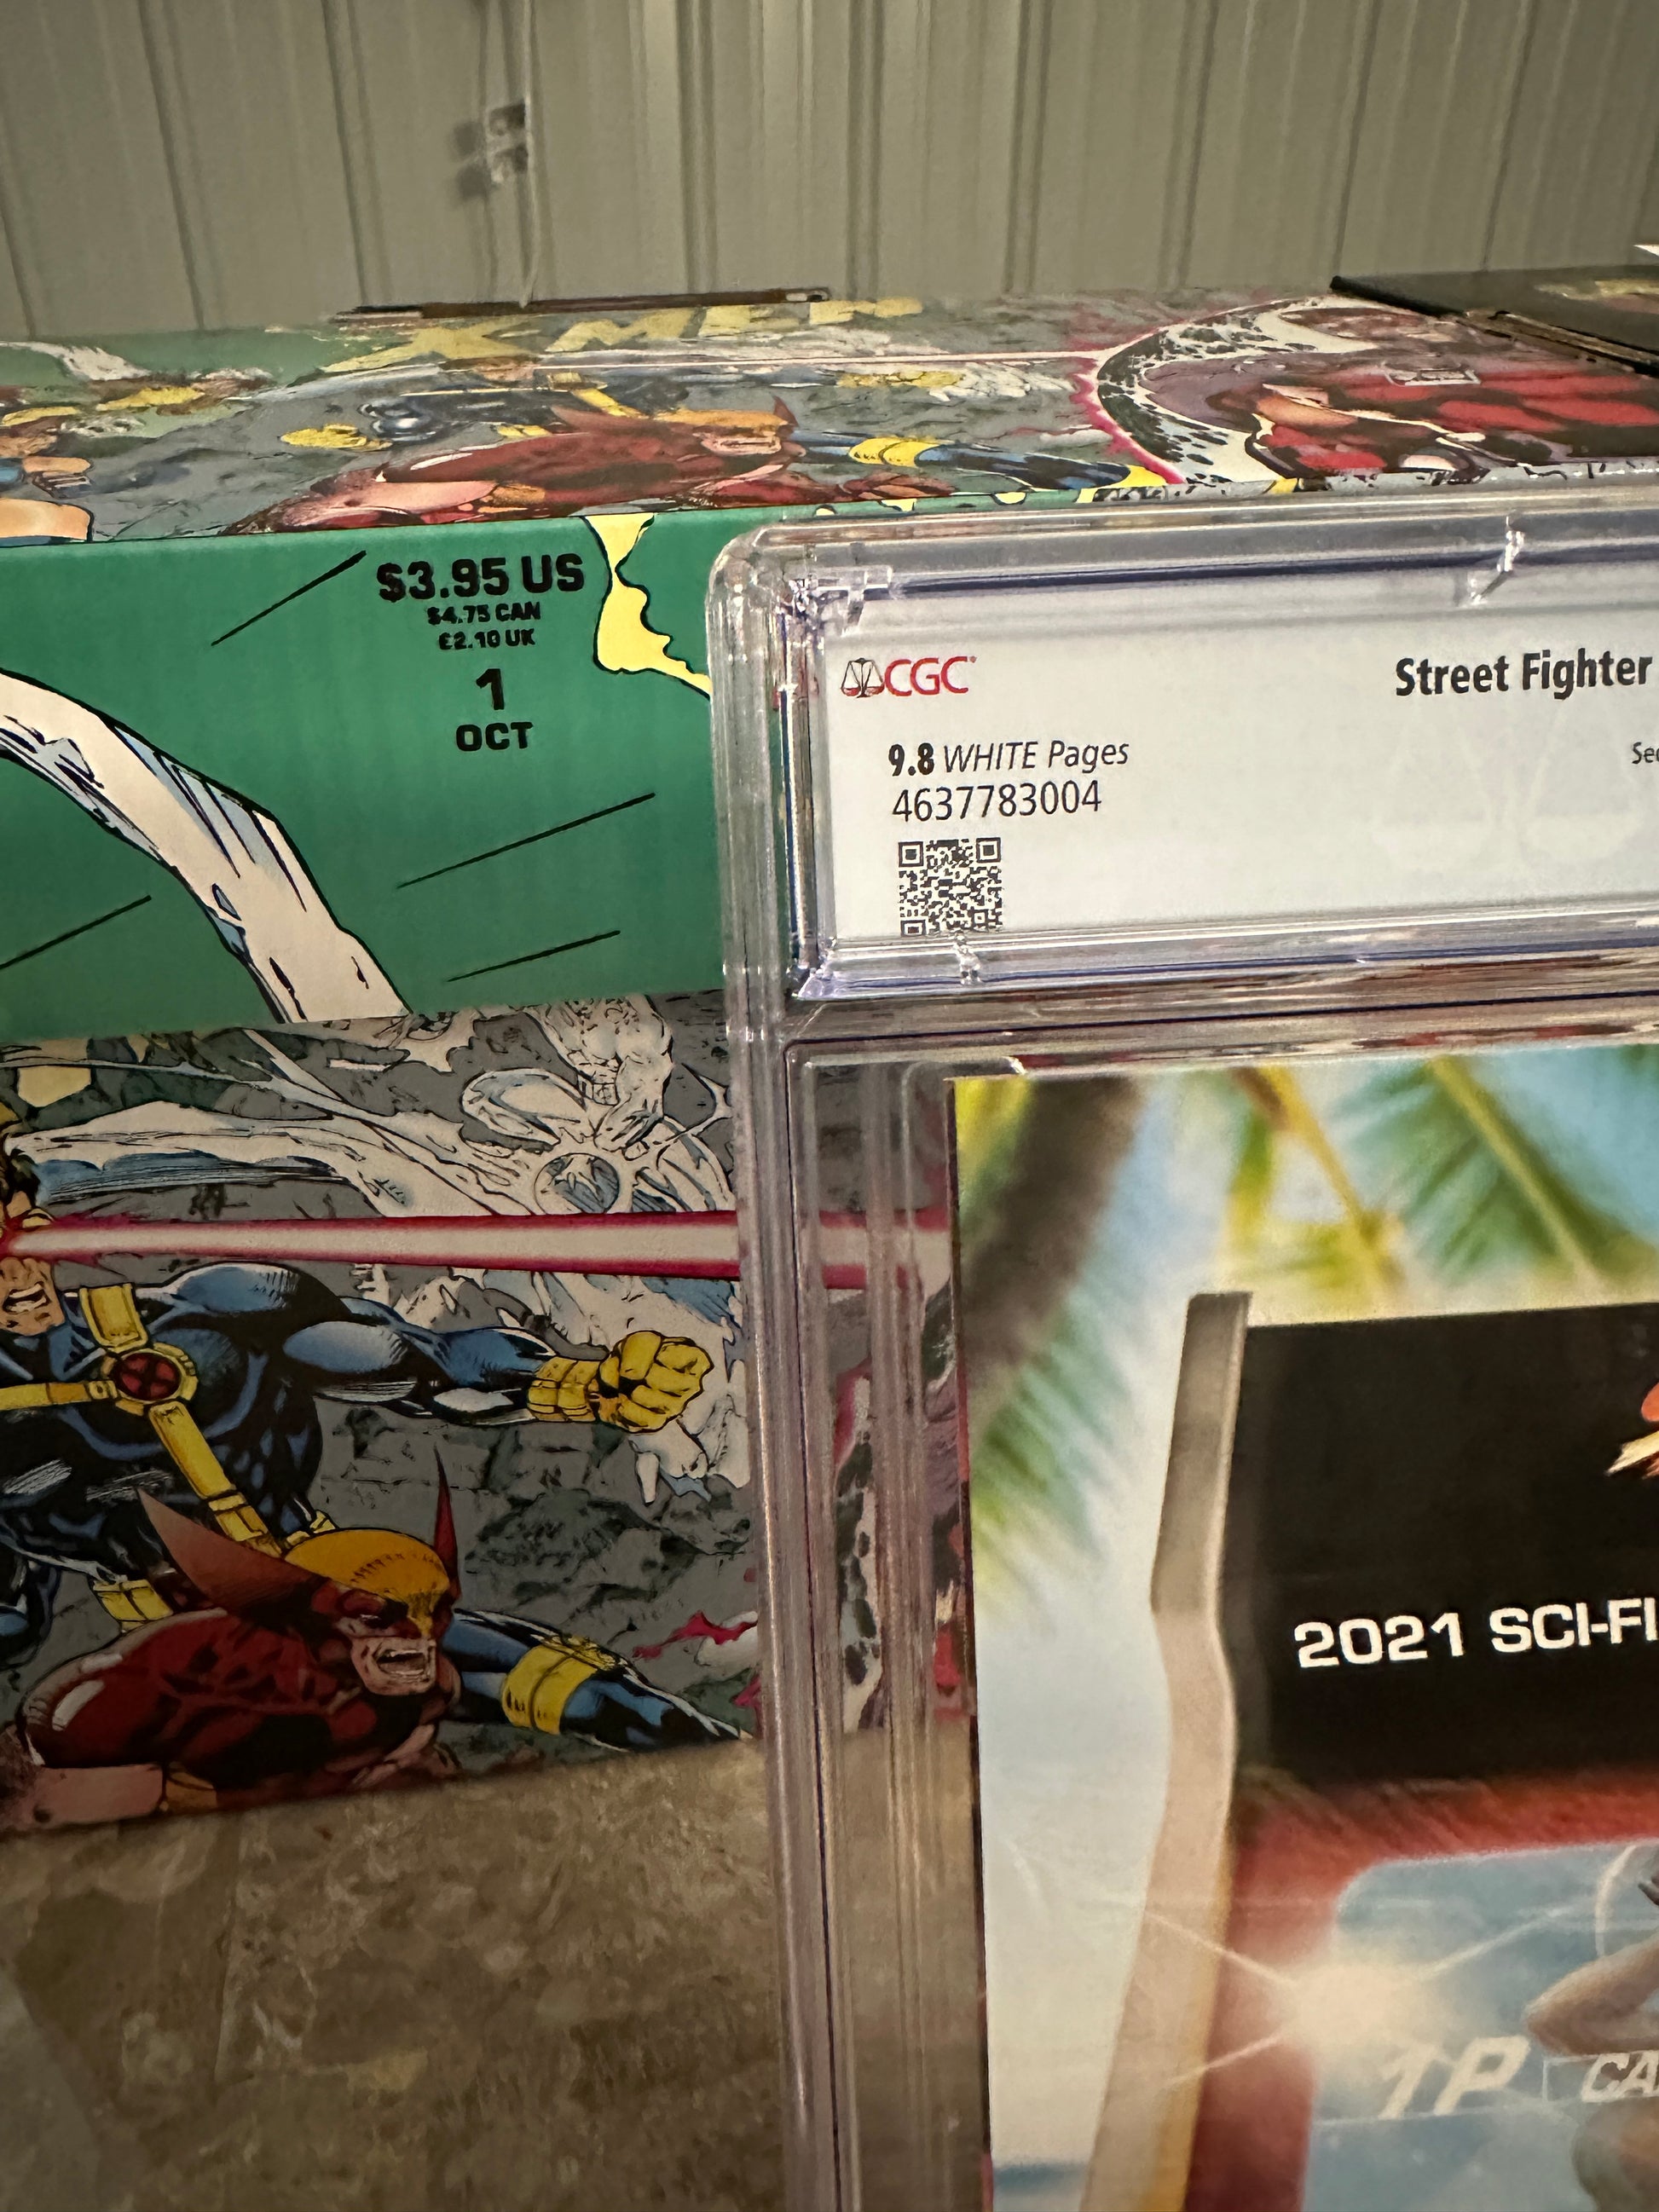 X-MEN
$3.95 US
$4.75 CAN
£2.10 UK
1
OCT
CGC
Street Fighter
9.8 WHITE Pages
4637783004
2021 SCI-FI
1P